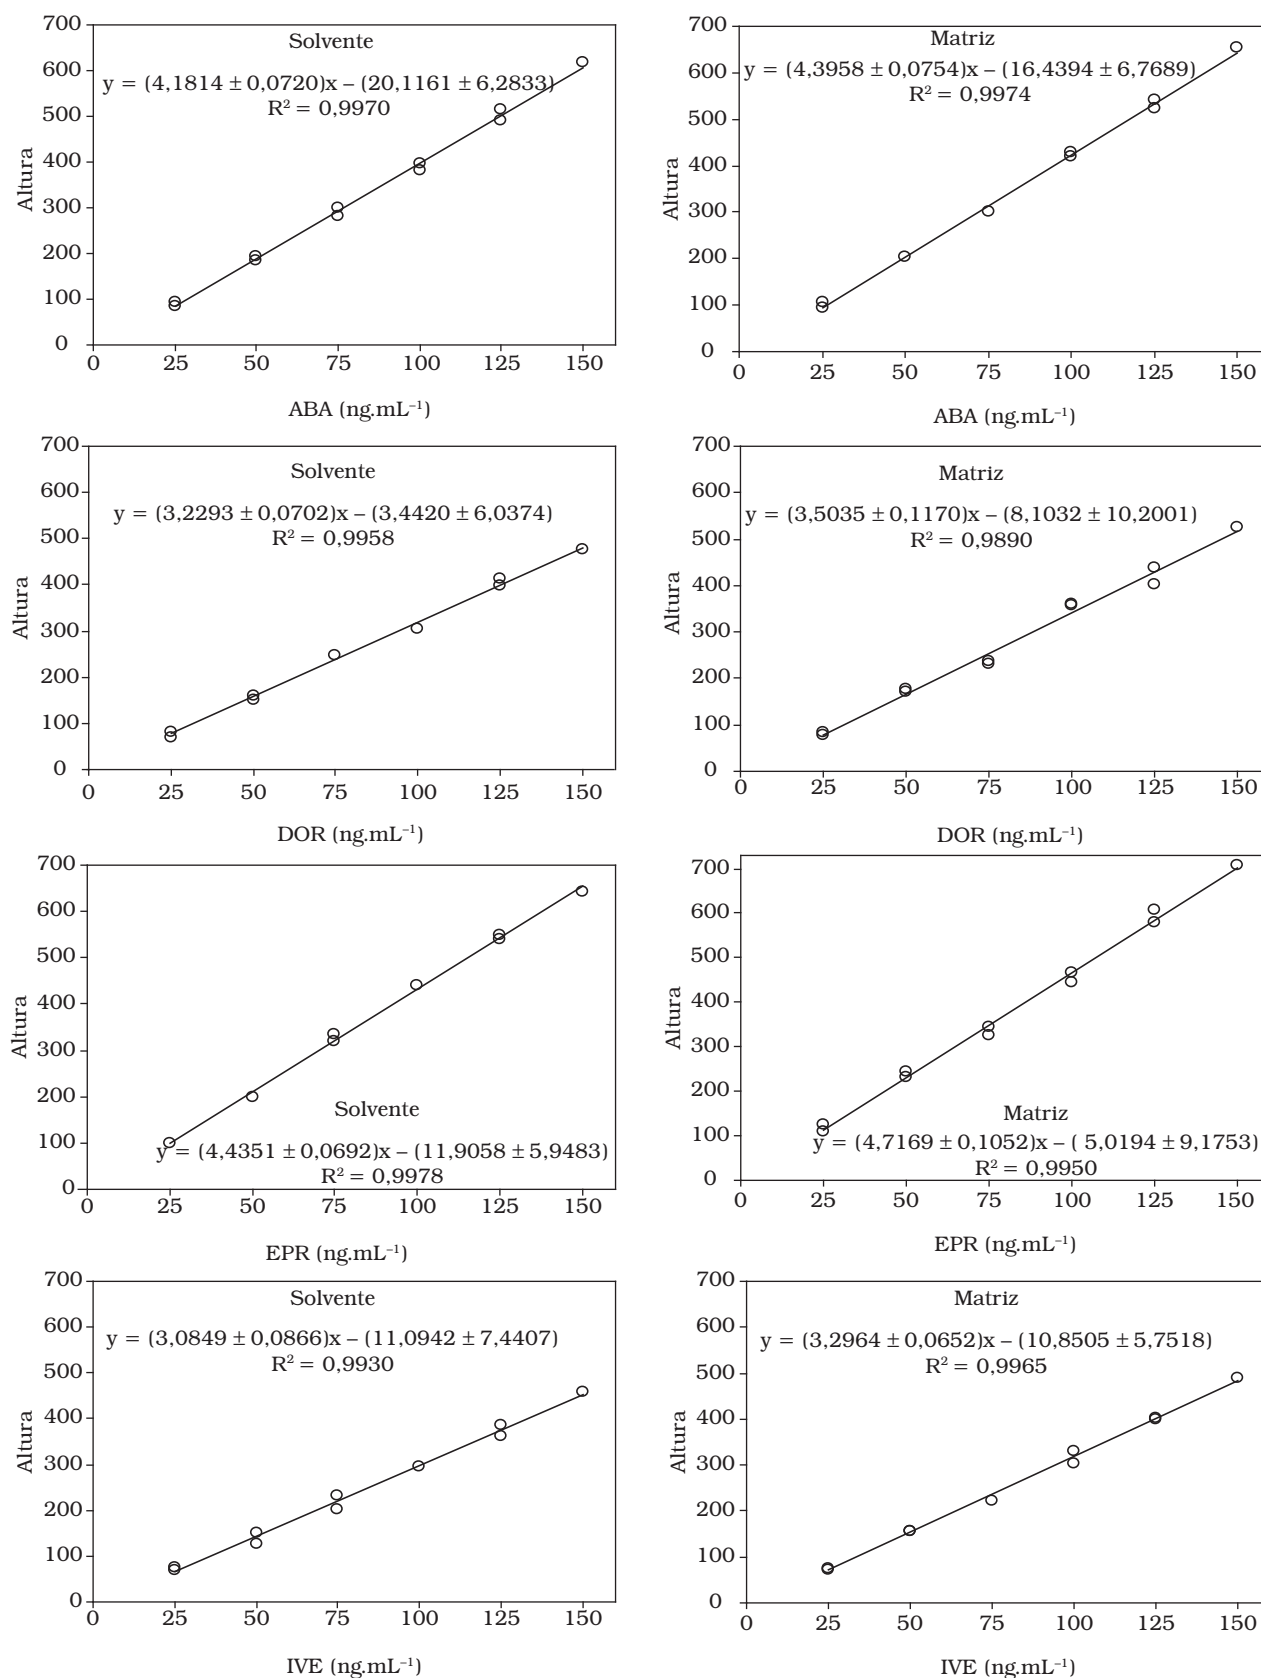 700
600
500
400
300
200
100
0
Altura
Solvente
y = (4,1814 ± 0,0720)x – (20,1161 ± 6,2833)
R² = 0,9970
0 25 50 75 100 125 150
ABA (ng.mL⁻¹)
700
600
500
400
300
200
100
0
Altura
Matriz
y = (4,3958 ± 0,0754)x – (16,4394 ± 6,7689)
R² = 0,9974
0 25 50 75 100 125 150
ABA (ng.mL⁻¹)
700
600
500
400
300
200
100
0
Altura
Solvente
y = (3,2293 ± 0,0702)x – (3,4420 ± 6,0374)
R² = 0,9958
0 25 50 75 100 125 150
DOR (ng.mL⁻¹)
700
600
500
400
300
200
100
0
Altura
Matriz
y = (3,5035 ± 0,1170)x – (8,1032 ± 10,2001)
R² = 0,9890
0 25 50 75 100 125 150
DOR (ng.mL⁻¹)
700
600
500
400
300
200
100
0
Altura
Solvente
y = (4,4351 ± 0,0692)x – (11,9058 ± 5,9483)
R² = 0,9978
0 25 50 75 100 125 150
EPR (ng.mL⁻¹)
700
600
500
400
300
200
100
0
Altura
Matriz
y = (4,7169 ± 0,1052)x – ( 5,0194 ± 9,1753)
R² = 0,9950
0 25 50 75 100 125 150
EPR (ng.mL⁻¹)
700
600
500
400
300
200
100
0
Altura
Solvente
y = (3,0849 ± 0,0866)x – (11,0942 ± 7,4407)
R² = 0,9930
0 25 50 75 100 125 150
IVE (ng.mL⁻¹)
700
600
500
400
300
200
100
0
Altura
Matriz
y = (3,2964 ± 0,0652)x – (10,8505 ± 5,7518)
R² = 0,9965
0 25 50 75 100 125 150
IVE (ng.mL⁻¹)